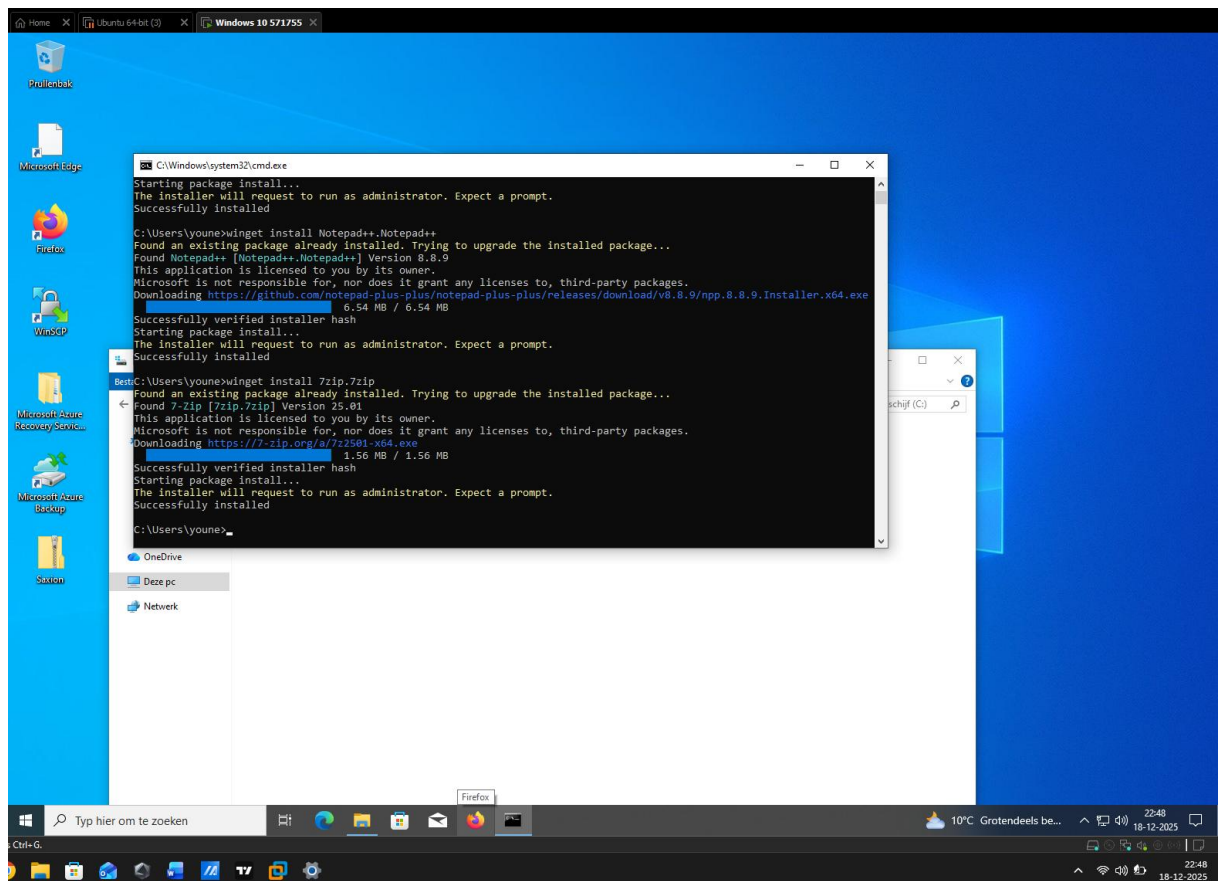 Home
Ubuntu 64-bit (3)
Windows 10 571755
Prullenbak
Microsoft Edge
Firefox
WinSCP
Microsoft Azure
Recovery Servic...
Microsoft Azure
Backup
Saxion
C:\Windows\system32\cmd.exe
Starting package install...
The installer will request to run as administrator. Expect a prompt.
Successfully installed
C:\Users\youne>winget install Notepad++.Notepad++
Found an existing package already installed. Trying to upgrade the installed package...
Found Notepad++ [Notepad++.Notepad++] Version 8.8.9
This application is licensed to you by its owner.
Microsoft is not responsible for, nor does it grant any licenses to, third-party packages.
Downloading https://github.com/notepad-plus-plus/notepad-plus-plus/releases/download/v8.8.9/npp.8.8.9.Installer.x64.exe
6.54 MB / 6.54 MB
Successfully verified installer hash
Starting package install...
The installer will request to run as administrator. Expect a prompt.
Successfully installed
C:\Users\youne>winget install 7zip.7zip
Found an existing package already installed. Trying to upgrade the installed package...
Found 7-Zip [7zip.7zip] Version 25.01
This application is licensed to you by its owner.
Microsoft is not responsible for, nor does it grant any licenses to, third-party packages.
Downloading https://7-zip.org/a/7z2501-x64.exe
1.56 MB / 1.56 MB
Successfully verified installer hash
Starting package install...
The installer will request to run as administrator. Expect a prompt.
Successfully installed
C:\Users\youne>
Best
schijf (C:)
OneDrive
Deze pc
Netwerk
Firefox
Typ hier om te zoeken
10°C Grotendeels be...
22:48
18-12-2025
Ctrl+G.
22:48
18-12-2025